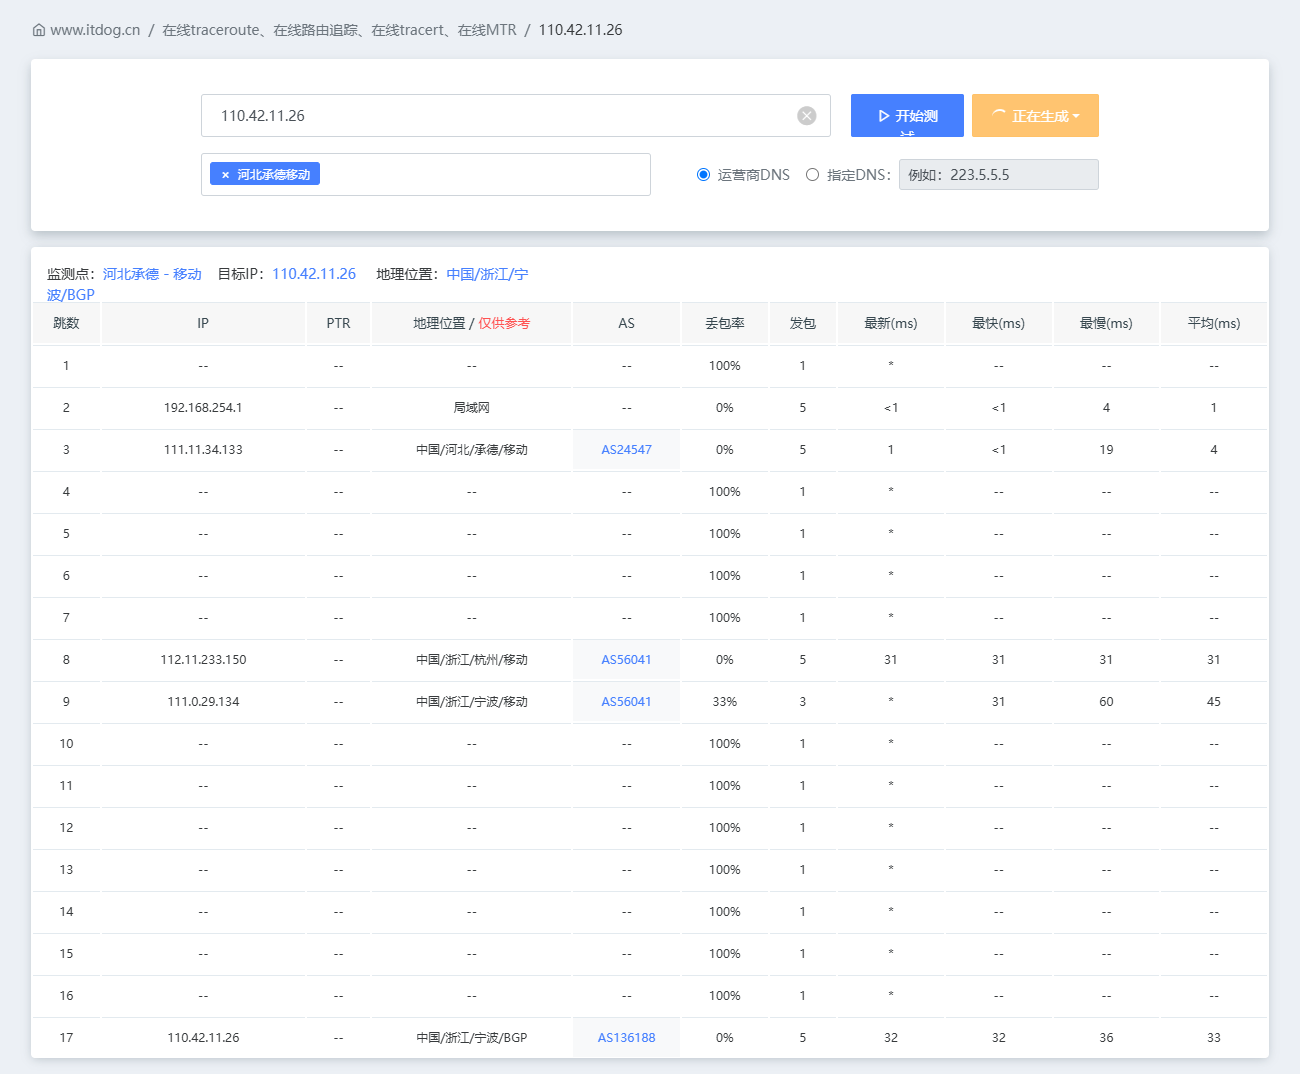 www.itdog.cn / 在线traceroute、在线路由追踪、在线tracert、在线MTR / 110.42.11.26
110.42.11.26
开始测
正在生成
× 河北承德移动
运营商DNS 指定DNS: 例如：223.5.5.5
监测点：河北承德 - 移动 目标IP：110.42.11.26 地理位置：中国/浙江/宁
波/BGP
跳数 IP PTR 地理位置 / 仅供参考 AS 丢包率 发包 最新(ms) 最快(ms) 最慢(ms) 平均(ms)
1 -- -- -- -- 100% 1 * -- -- --
2 192.168.254.1 -- 局域网 -- 0% 5 <1 <1 4 1
3 111.11.34.133 -- 中国/河北/承德/移动 AS24547 0% 5 1 <1 19 4
4 -- -- -- -- 100% 1 * -- -- --
5 -- -- -- -- 100% 1 * -- -- --
6 -- -- -- -- 100% 1 * -- -- --
7 -- -- -- -- 100% 1 * -- -- --
8 112.11.233.150 -- 中国/浙江/杭州/移动 AS56041 0% 5 31 31 31 31
9 111.0.29.134 -- 中国/浙江/宁波/移动 AS56041 33% 3 * 31 60 45
10 -- -- -- -- 100% 1 * -- -- --
11 -- -- -- -- 100% 1 * -- -- --
12 -- -- -- -- 100% 1 * -- -- --
13 -- -- -- -- 100% 1 * -- -- --
14 -- -- -- -- 100% 1 * -- -- --
15 -- -- -- -- 100% 1 * -- -- --
16 -- -- -- -- 100% 1 * -- -- --
17 110.42.11.26 -- 中国/浙江/宁波/BGP AS136188 0% 5 32 32 36 33